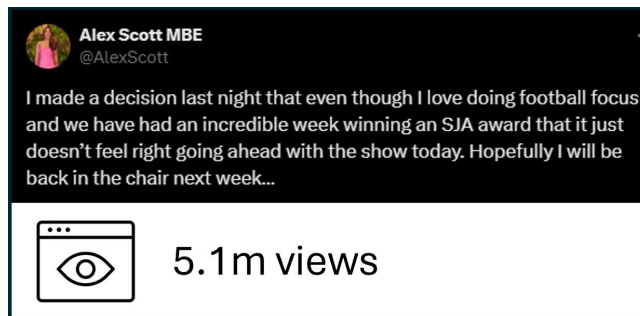 Alex Scott MBE
@AlexScott
I made a decision last night that even though I love doing football focus
and we have had an incredible week winning an SJA award that it just
doesn’t feel right going ahead with the show today. Hopefully I will be
back in the chair next week...
5.1m views